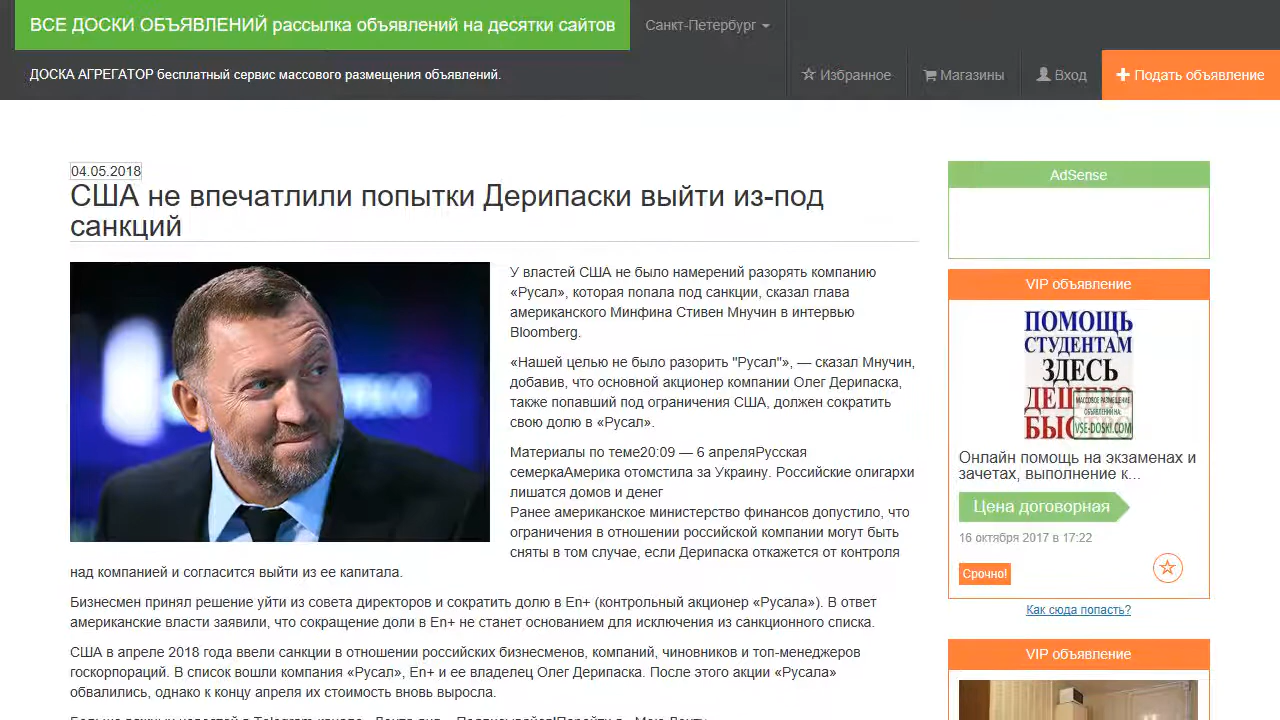 ВСЕ ДОСКИ ОБЪЯВЛЕНИЙ рассылка объявлений на десятки сайтов
Санкт-Петербург
ДОСКА АГРЕГАТОР бесплатный сервис массового размещения объявлений.
Избранное
Магазины
Вход
Подать объявление
04.05.2018
США не впечатлили попытки Дерипаски выйти из-под
санкций
У властей США не было намерений разорять компанию
«Русал», которая попала под санкции, сказал глава
американского Минфина Стивен Мнучин в интервью
Bloomberg.
«Нашей целью не было разорить "Русал"», — сказал Мнучин,
добавив, что основной акционер компании Олег Дерипаска,
также попавший под ограничения США, должен сократить
свою долю в «Русал».
Материалы по теме20:09 — 6 апреляРусская
семеркаАмерика отомстила за Украину. Российские олигархи
лишатся домов и денег
Ранее американское министерство финансов допустило, что
ограничения в отношении российской компании могут быть
сняты в том случае, если Дерипаска откажется от контроля
над компанией и согласится выйти из ее капитала.
Бизнесмен принял решение уйти из совета директоров и сократить долю в En+ (контрольный акционер «Русала»). В ответ
американские власти заявили, что сокращение доли в En+ не станет основанием для исключения из санкционного списка.
США в апреле 2018 года ввели санкции в отношении российских бизнесменов, компаний, чиновников и топ-менеджеров
госкорпораций. В список вошли компания «Русал», En+ и ее владелец Олег Дерипаска. После этого акции «Русала»
обвалились, однако к концу апреля их стоимость вновь выросла.
AdSense
VIP объявление
ПОМОЩЬ
СТУДЕНТАМ
ЗДЕСЬ
МАССОВОЕ РАЗМЕЩЕНИЕ
ОБЪЯВЛЕНИЙ НА
VSE-DOSKI.COM
Онлайн помощь на экзаменах и
зачетах, выполнение к...
Цена договорная
16 октября 2017 в 17:22
Срочно!
Как сюда попасть?
VIP объявление